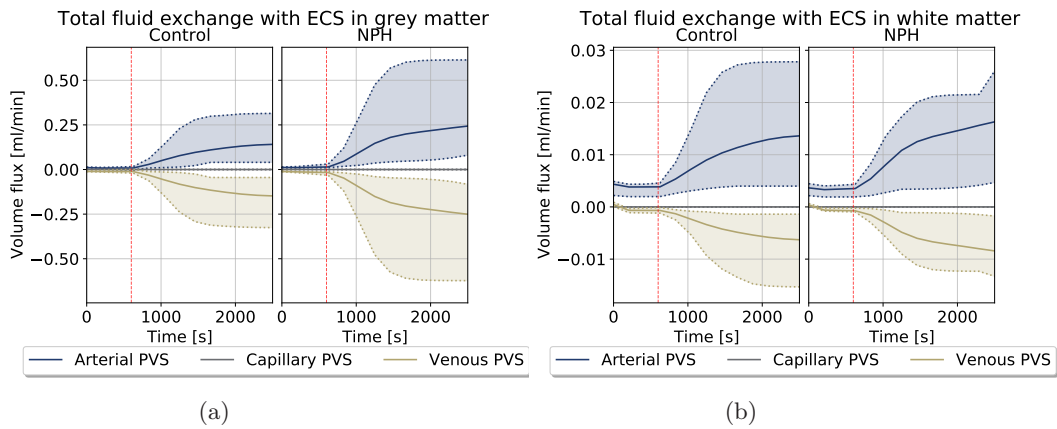 Total fluid exchange with ECS in grey matter
Control NPH
Volume flux [ml/min]
0.50
0.25
0.00
−0.25
−0.50
0 1000 2000 0 1000 2000
Time [s] Time [s]
Arterial PVS Capillary PVS Venous PVS
(a)
Total fluid exchange with ECS in white matter
Control NPH
Volume flux [ml/min]
0.03
0.02
0.01
0.00
−0.01
0 1000 2000 0 1000 2000
Time [s] Time [s]
Arterial PVS Capillary PVS Venous PVS
(b)